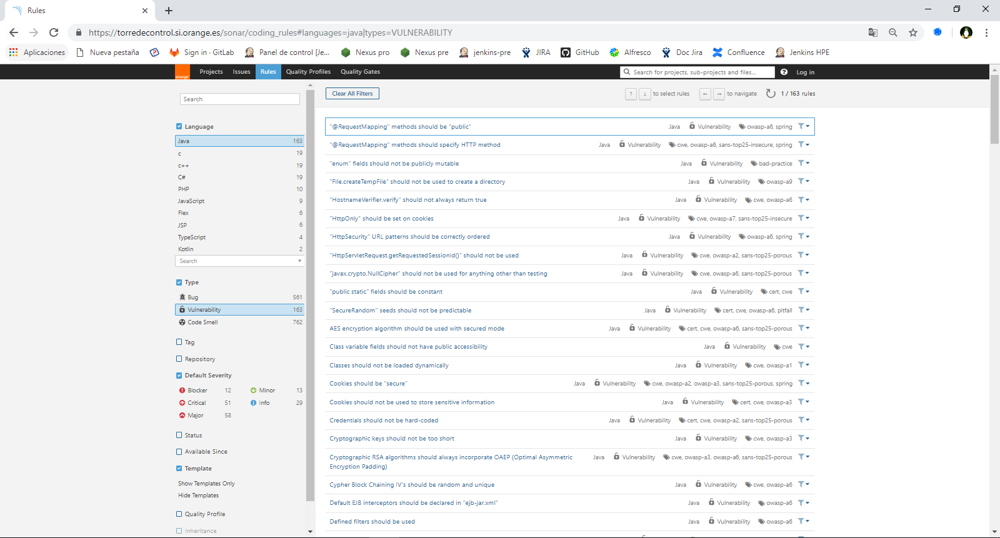 Rules
https://torredecontrol.si.orange.es/sonar/coding_rules#languages=java|types=VULNERABILITY
Aplicaciones Nueva pestaña Sign in · GitLab Panel de control [Je... Nexus pro Nexus pre jenkins-pre JIRA GitHub Alfresco Doc Jira Confluence Jenkins HPE
orange Projects Issues Rules Quality Profiles Quality Gates Search for projects, sub-projects and files... Log in
Search
Language
Java 163
c 19
c++ 19
C# 19
PHP 10
JavaScript 9
Flex 6
JSP 6
TypeScript 4
Kotlin 2
Search
Type
Bug 561
Vulnerability 163
Code Smell 762
Tag
Repository
Default Severity
Blocker 12 Minor 13
Critical 51 Info 29
Major 58
Status
Available Since
Template
Show Templates Only
Hide Templates
Quality Profile
Inheritance
Clear All Filters ↑ ↓ to select rules ← → to navigate 1 / 163 rules
"@RequestMapping" methods should be "public" Java Vulnerability owasp-a6, spring
"@RequestMapping" methods should specify HTTP method Java Vulnerability cwe, owasp-a6, sans-top25-insecure, spring
"enum" fields should not be publicly mutable Java Vulnerability bad-practice
"File.createTempFile" should not be used to create a directory Java Vulnerability owasp-a9
"HostnameVerifier.verify" should not always return true Java Vulnerability cwe, owasp-a6
"HttpOnly" should be set on cookies Java Vulnerability cwe, owasp-a7, sans-top25-insecure
"HttpSecurity" URL patterns should be correctly ordered Java Vulnerability owasp-a6, spring
"HttpServletRequest.getRequestedSessionId()" should not be used Java Vulnerability cwe, owasp-a2, sans-top25-porous
"javax.crypto.NullCipher" should not be used for anything other than testing Java Vulnerability cwe, owasp-a6, sans-top25-porous
"public static" fields should be constant Java Vulnerability cert, cwe
"SecureRandom" seeds should not be predictable Java Vulnerability cert, cwe, owasp-a6, pitfall
AES encryption algorithm should be used with secured mode Java Vulnerability cert, cwe, owasp-a6, sans-top25-porous
Class variable fields should not have public accessibility Java Vulnerability cwe
Classes should not be loaded dynamically Java Vulnerability cwe, owasp-a1
Cookies should be "secure" Java Vulnerability cwe, owasp-a2, owasp-a3, sans-top25-porous, spring
Cookies should not be used to store sensitive information Java Vulnerability cert, cwe, owasp-a3
Credentials should not be hard-coded Java Vulnerability cert, cwe, owasp-a2, sans-top25-porous
Cryptographic keys should not be too short Java Vulnerability cwe, owasp-a3
Cryptographic RSA algorithms should always incorporate OAEP (Optimal Asymmetric Java Vulnerability cwe, owasp-a3, owasp-a6, sans-top25-porous
Encryption Padding)
Cypher Block Chaining IV's should be random and unique Java Vulnerability cwe, owasp-a6
Default EJB interceptors should be declared in "ejb-jar.xml" Java Vulnerability owasp-a6
Defined filters should be used Java Vulnerability owasp-a6